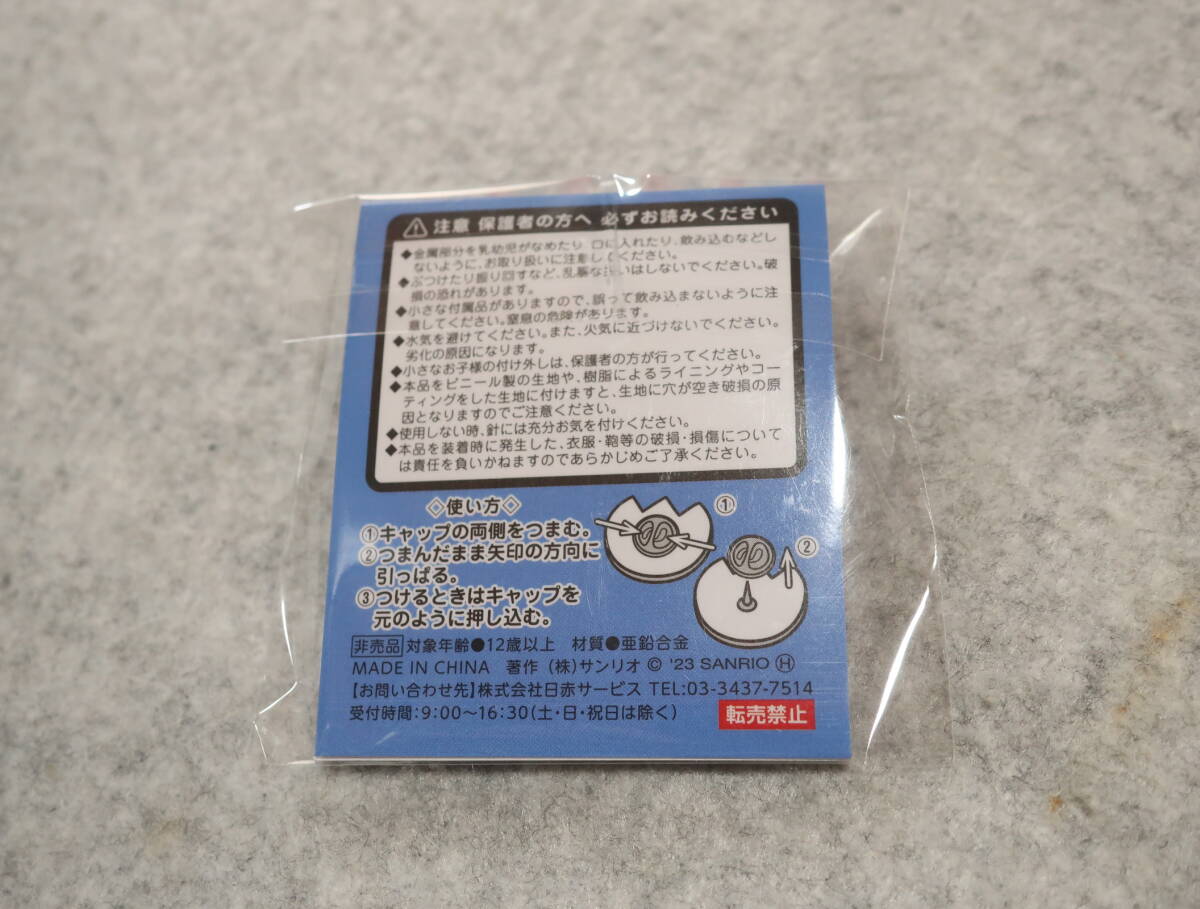 注意 保護者の方へ 必ずお読みください
◆金属部分を乳幼児がなめたり、口に入れたり、飲み込むなどし
ないように、お取り扱いに注意してください。
◆ぶつけたり振り回すなど、乱暴な扱いはしないでください。破
損の恐れがあります。
◆小さな付属品がありますので、誤って飲み込まないように注
意してください。窒息の危険があります。
◆水気を避けてください。また、火気に近づけないでください。
劣化の原因になります。
◆小さなお子様の付け外しは、保護者の方が行ってください。
◆本品をビニール製の生地や、樹脂によるライニングやコー
ティングをした生地に付けますと、生地に穴が空き破損の原
因となりますのでご注意ください。
◆使用しない時、針には充分お気を付けください。
◆本品を装着時に発生した、衣服・鞄等の破損・損傷について
は責任を負いかねますのであらかじめご了承ください。
◇使い方◇
①キャップの両側をつまむ。
②つまんだまま矢印の方向に
引っぱる。
③つけるときはキャップを
元のように押し込む。
①
②
非売品 対象年齢●12歳以上 材質●亜鉛合金
MADE IN CHINA 著作 (株)サンリオ © '23 SANRIO Ⓗ
【お問い合わせ先】株式会社日赤サービス TEL:03-3437-7514
受付時間:9:00〜16:30(土・日・祝日は除く)
転売禁止